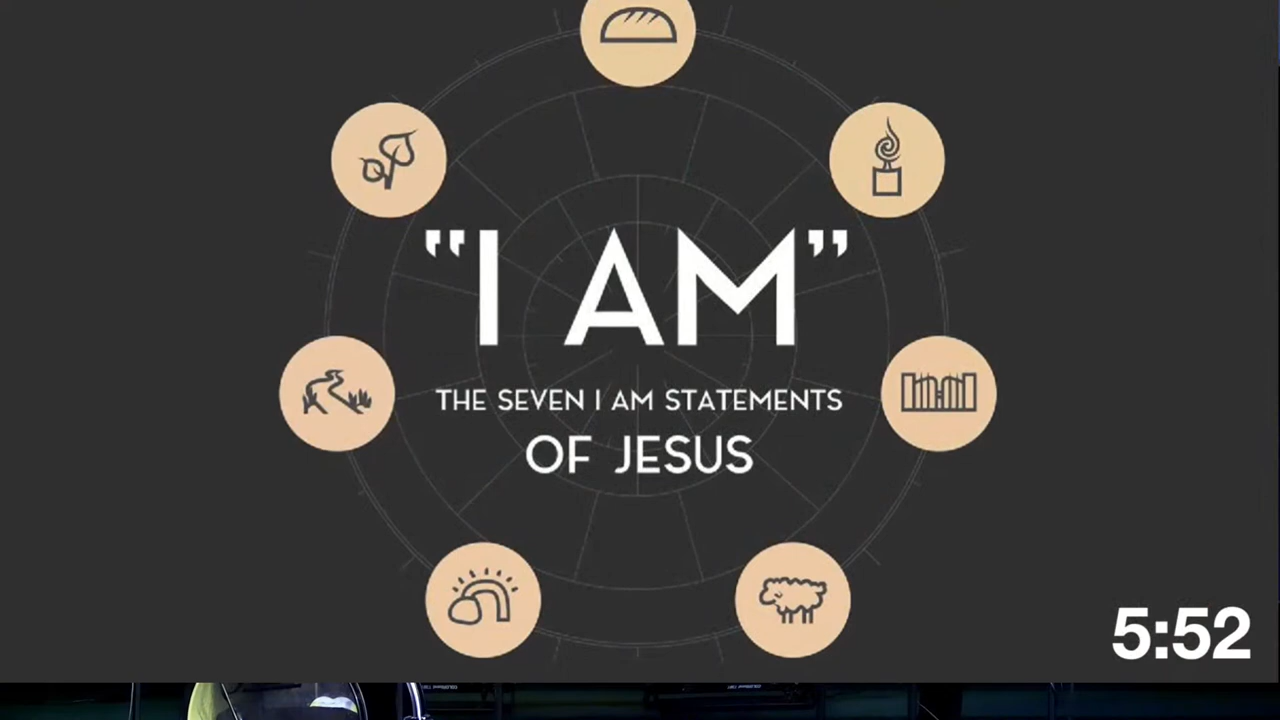 "I AM"
THE SEVEN I AM STATEMENTS
OF JESUS
5:52